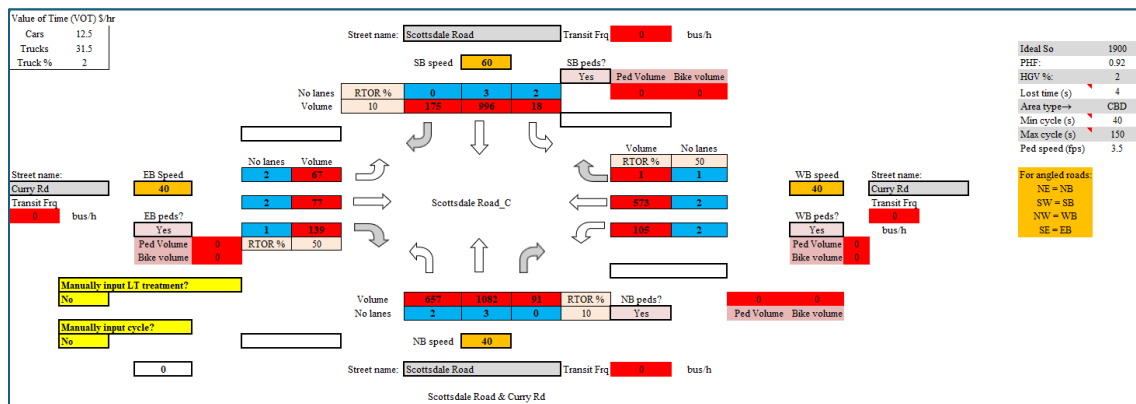 Value of Time (VOT) $/hr
Cars 12.5
Trucks 31.5
Truck % 2
Street name: Scottsdale Road Transit Frq 0 bus/h
SB speed 60 SB peds?
Yes Ped Volume Bike volume
No lanes RTOR % 0 3 2 0 0
Volume 10 175 996 18
Ideal So 1900
PHF: 0.92
HGV %: 2
Lost time (s) 4
Area type→ CBD
Min cycle (s) 40
Max cycle (s) 150
Ped speed (fps) 3.5
No lanes Volume
2 67
2 77
1 139
RTOR % 50
Street name: EB Speed
Curry Rd 40
Transit Frq
0 bus/h EB peds?
Yes
Ped Volume 0
Bike volume 0
Scottsdale Road_C
Volume No lanes
RTOR % 50
1 1
573 2
105 2
WB speed Street name:
40 Curry Rd
Transit Frq
WB peds? 0 bus/h
Yes
Ped Volume 0
Bike volume 0
For angled roads:
NE = NB
SW = SB
NW = WB
SE = EB
Manually input LT treatment?
No
Manually input cycle?
No
0
Volume 657 1082 91 RTOR % NB peds? 0 0
No lanes 2 3 0 10 Yes Ped Volume Bike volume
NB speed 40
Street name: Scottsdale Road Transit Frq 0 bus/h
Scottsdale Road & Curry Rd